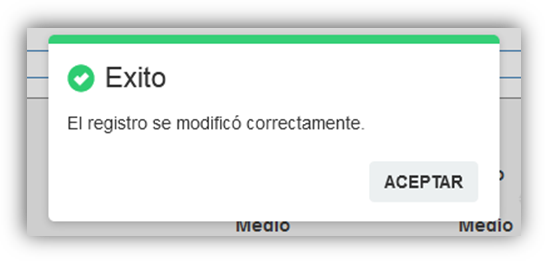 Exito
El registro se modificó correctamente.
ACEPTAR
Medio
Medio